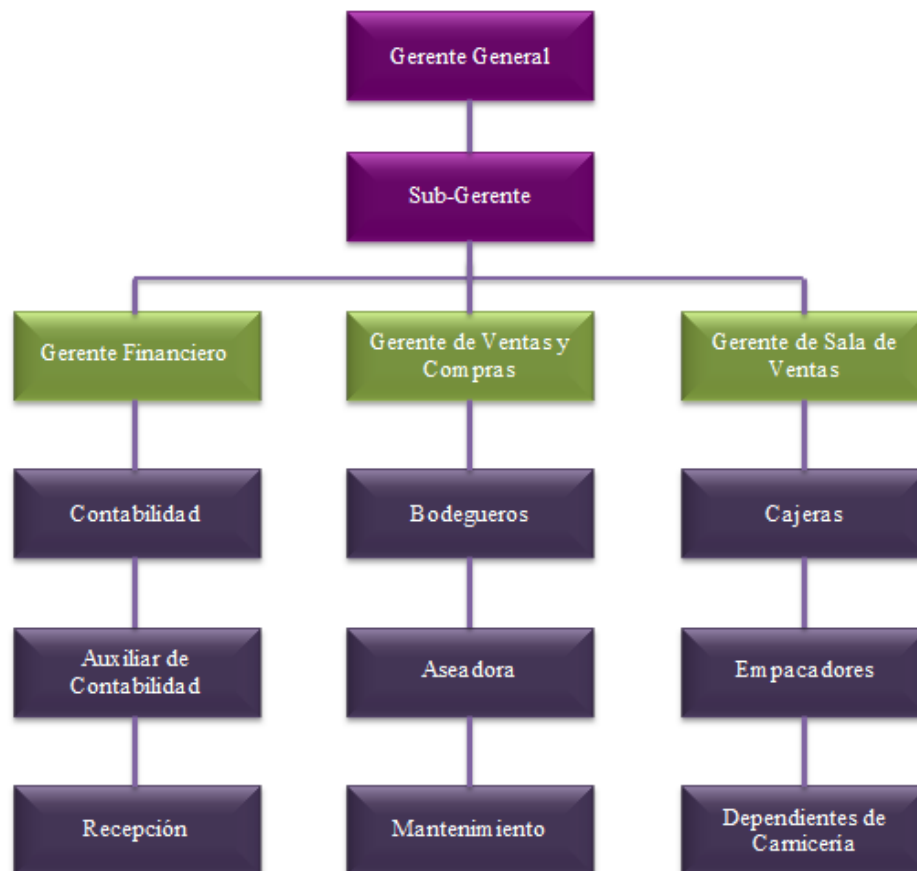 Gerente General
Sub-Gerente
Gerente Financiero
Gerente de Ventas y
Compras
Gerente de Sala de
Ventas
Contabilidad
Bodegueros
Cajeras
Auxiliar de
Contabilidad
Aseadora
Empacadores
Recepción
Mantenimiento
Dependientes de
Carnicería